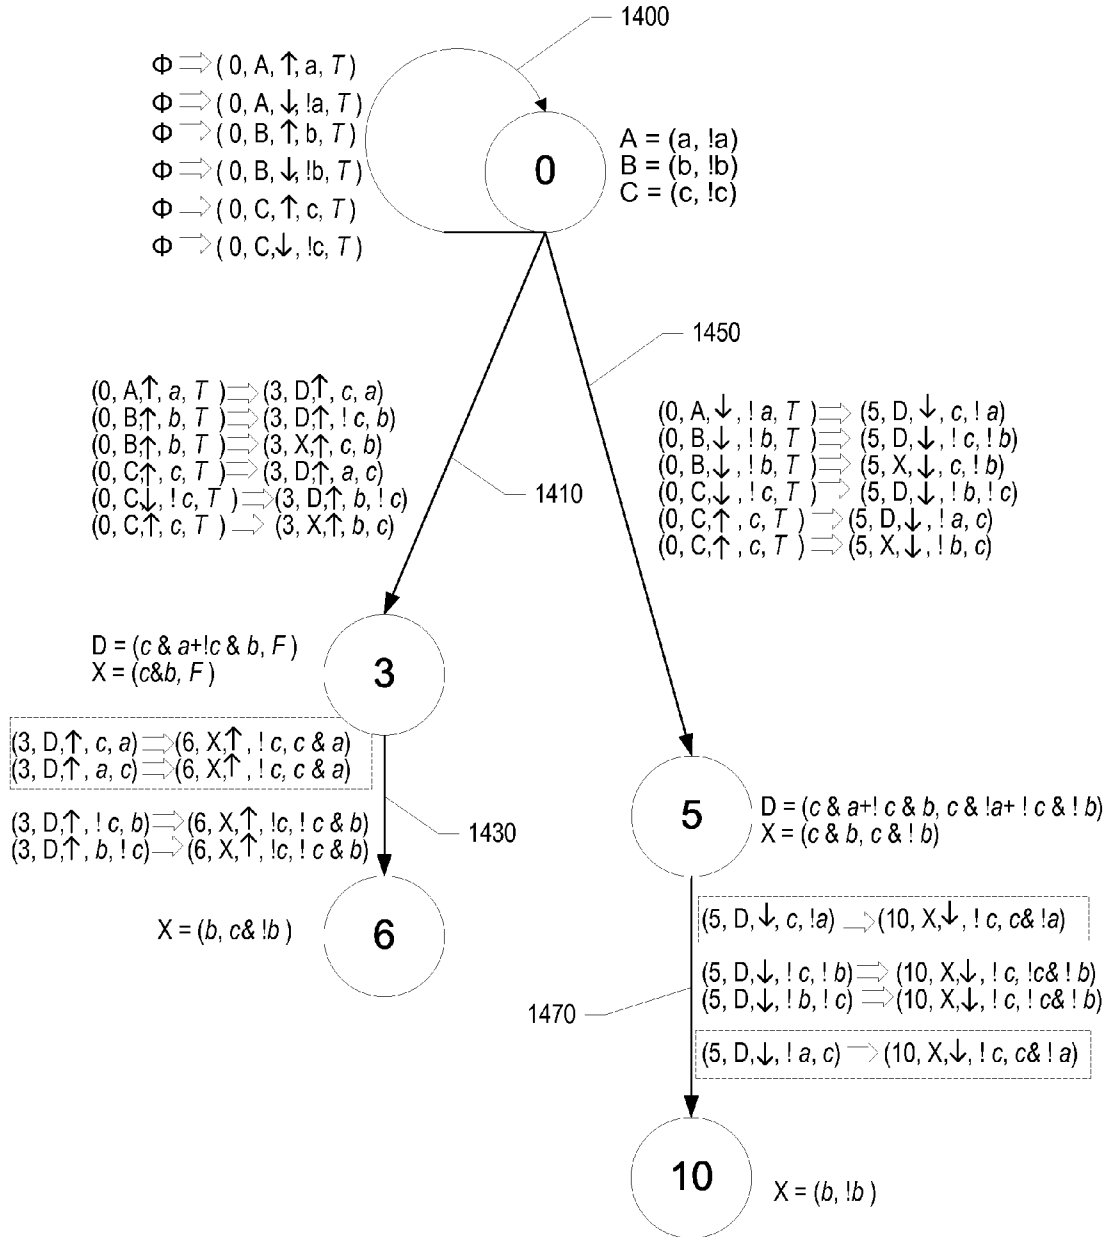 1400
Φ ⇒ ( 0, A, ↑, a, T )
Φ ⇒ ( 0, A, ↓, !a, T )
Φ ⇒ ( 0, B, ↑, b, T )
Φ ⇒ ( 0, B, ↓, !b, T )
Φ ⇒ ( 0, C, ↑, c, T )
Φ ⇒ ( 0, C, ↓, !c, T )
0
A = (a, !a)
B = (b, !b)
C = (c, !c)
1450
(0, A,↑, a, T ) ⇒ (3, D,↑, c, a)
(0, B,↑, b, T ) ⇒ (3, D,↑, ! c, b)
(0, B,↑, b, T ) ⇒ (3, X,↑, c, b)
(0, C,↑, c, T ) ⇒ (3, D,↑, a, c)
(0, C↓, ! c, T ) ⇒ (3, D,↑, b, ! c)
(0, C↑, c, T ) ⇒ (3, X,↑, b, c)
1410
(0, A,↓, ! a, T ) ⇒ (5, D, ↓, c, ! a)
(0, B,↓, ! b, T ) ⇒ (5, D, ↓, ! c, ! b)
(0, B,↓, ! b, T ) ⇒ (5, X, ↓, c, ! b)
(0, C,↓, ! c, T ) ⇒ (5, D,↓, ! b, ! c)
(0, C,↑, c, T ) ⇒ (5, D,↓, ! a, c)
(0, C,↑, c, T ) ⇒ (5, X,↓, ! b, c)
D = (c & a+!c & b, F )
X = (c&b, F )
3
(3, D,↑, c, a) ⇒ (6, X,↑, ! c, c & a)
(3, D,↑, a, c) ⇒ (6, X,↑, ! c, c & a)
(3, D,↑, ! c, b) ⇒ (6, X,↑, !c, ! c & b)
(3, D,↑, b, ! c) ⇒ (6, X,↑, !c, ! c & b)
1430
X = (b, c& !b )
6
5
D = (c & a+! c & b, c & !a+ ! c & ! b)
X = (c & b, c & ! b)
(5, D,↓, c, !a) ⇒ (10, X,↓, ! c, c& !a)
(5, D,↓, ! c, ! b) ⇒ (10, X,↓, ! c, !c& ! b)
(5, D,↓, ! b, ! c) ⇒ (10, X,↓, ! c, ! c& ! b)
1470
(5, D,↓, ! a, c) ⇒ (10, X,↓, ! c, c& ! a)
10
X = (b, !b )